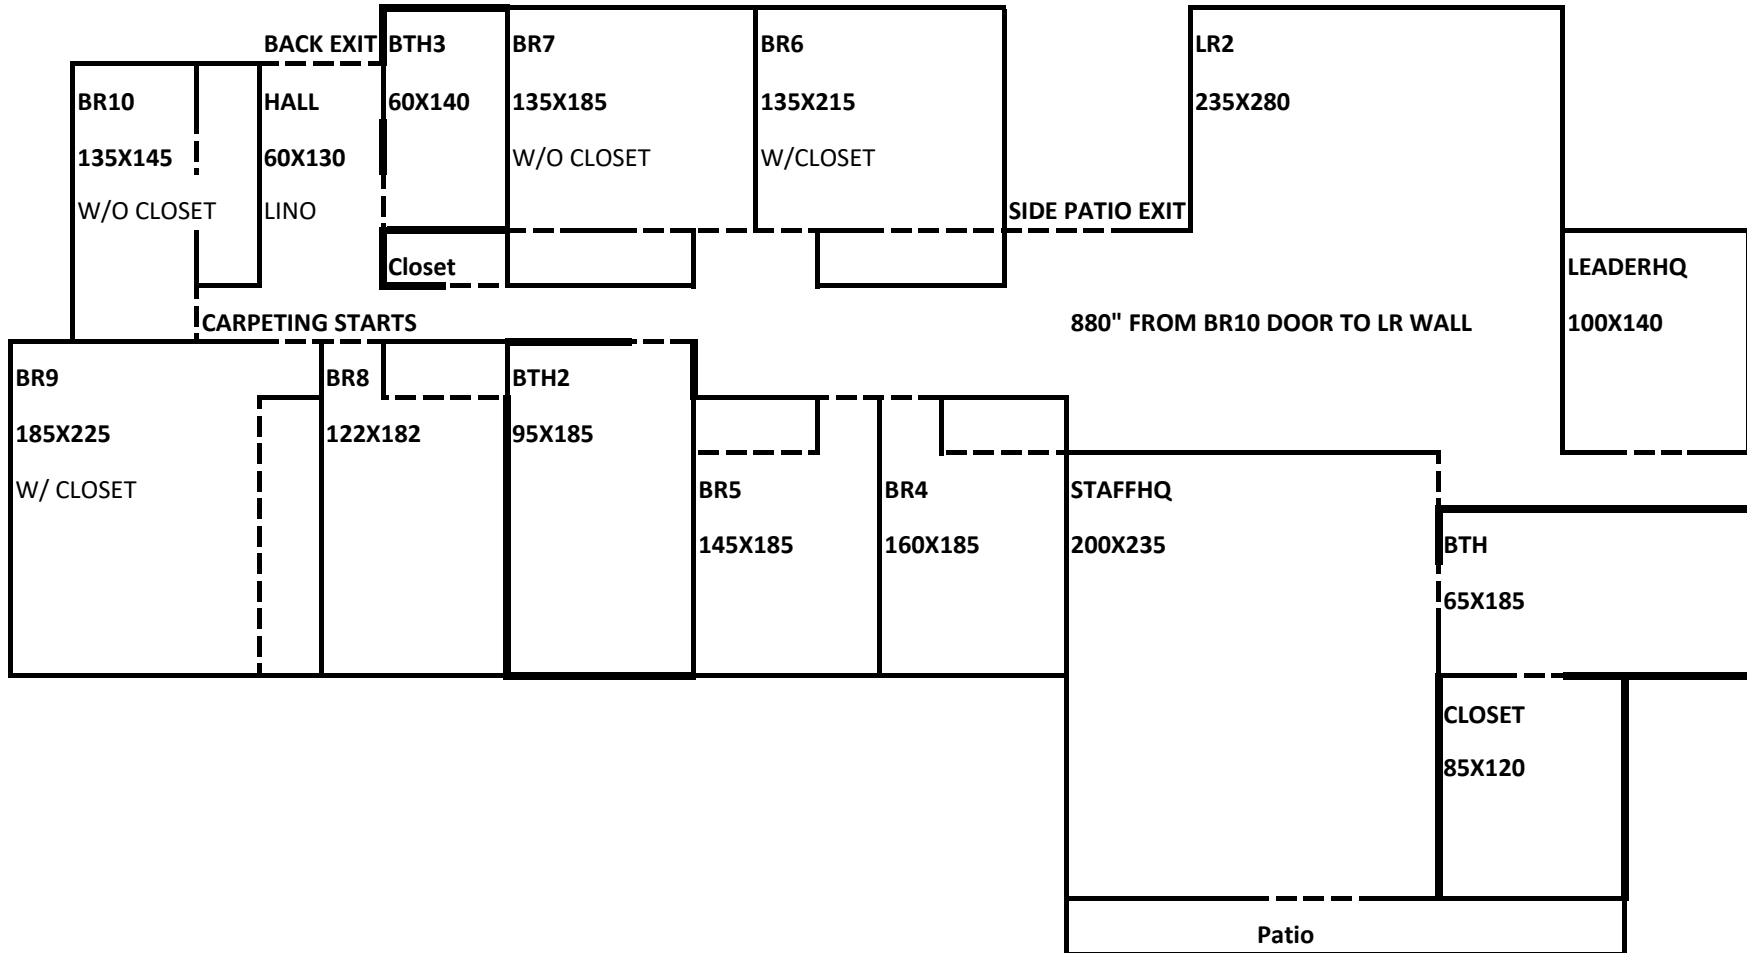 BACK EXIT
BTH3
BR7
BR6
LR2
BR10
HALL
60X140
135X185
135X215
235X280
135X145
60X130
W/O CLOSET
W/CLOSET
W/O CLOSET
LINO
SIDE PATIO EXIT
Closet
LEADERHQ
CARPETING STARTS
880" FROM BR10 DOOR TO LR WALL
100X140
BR9
BR8
BTH2
185X225
122X182
95X185
W/ CLOSET
BR5
BR4
STAFFHQ
145X185
160X185
200X235
BTH
65X185
CLOSET
85X120
Patio